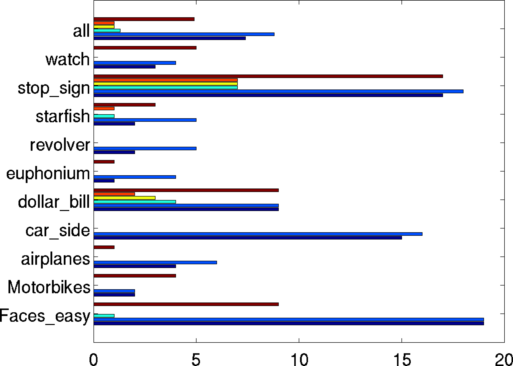 all
watch
stop_sign
starfish
revolver
euphonium
dollar_bill
car_side
airplanes
Motorbikes
Faces_easy
0 5 10 15 20